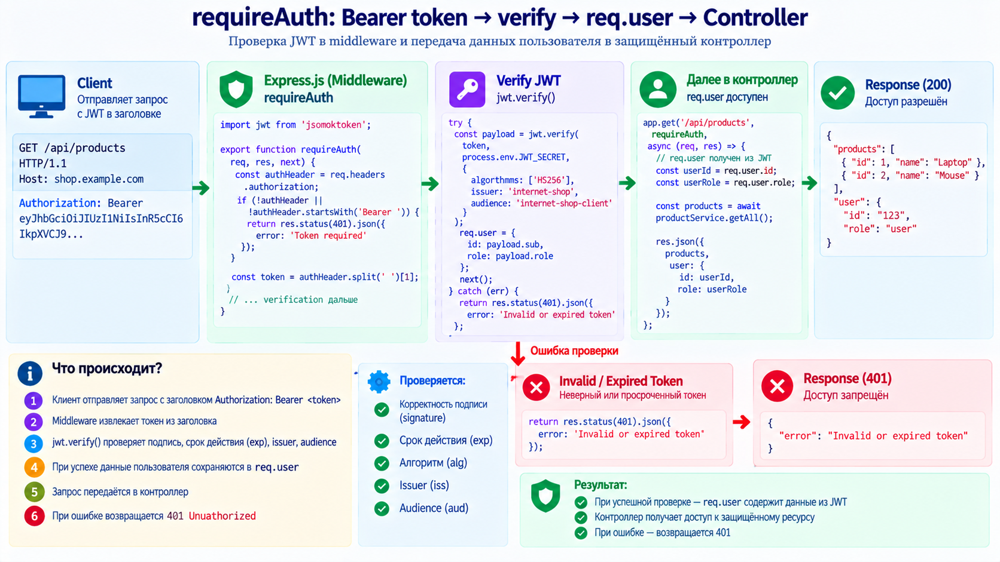 requireAuth: Bearer token → verify → req.user → Controller
Проверка JWT в middleware и передача данных пользователя в защищённый контроллер
Client
Отправляет запрос
с JWT в заголовке
GET /api/products
HTTP/1.1
Host: shop.example.com
Authorization: Bearer
eyJhbGciOiJIUzI1NiIsInR5cCI6
IkpXVCJ9...
Express.js (Middleware)
requireAuth
import jwt from 'jsomoktoken';
export function requireAuth(
req, res, next) {
const authHeader = req.headers
.authorization;
if (!authHeader ||
!authHeader.startsWith('Bearer ')) {
return res.status(401).json({
error: 'Token required'
});
}
const token = authHeader.split(' ')[1];
}
// ... verification дальше
}
Verify JWT
jwt.verify()
try {
const payload = jwt.verify(
token,
process.env.JWT_SECRET,
{
algorthmms: ['HS256'],
issuer: 'internet-shop',
audience: 'internet-shop-client'
}
);
req.user = {
id: payload.sub,
role: payload.role
};
next();
} catch (err) {
return res.status(401).json({
error: 'Invalid or expired token'
};
Далее в контроллер
req.user доступен
app.get('/api/products',
requireAuth,
async (req, res) => {
// req.user получен из JWT
const userId = req.user.id;
const userRole = req.user.role;
const products = await
productService.getAll();
res.json({
products,
user: {
id: userId,
role: userRole
}
});
};
Response (200)
Доступ разрешён
{
"products": [
{ "id": 1, "name": "Laptop" },
{ "id": 2, "name": "Mouse" }
],
"user": {
"id": "123",
"role": "user"
}
Ошибка проверки
Что происходит?
1 Клиент отправляет запрос с заголовком Authorization: Bearer <token>
2 Middleware извлекает токен из заголовка
3 jwt.verify() проверяет подпись, срок действия (exp), issuer, audience
4 При успехе данные пользователя сохраняются в req.user
5 Запрос передаётся в контроллер
6 При ошибке возвращается 401 Unuathorized
Проверяется:
Корректность подписи
(signature)
Срок действия (exp)
Алгоритм (alg)
Issuer (iss)
Audience (aud)
Invalid / Expired Token
Неверный или просроченный токен
return res.status(401).json({
error: 'Invalid or expired token"
});
Response (401)
Доступ запрещён
{
"error": "Invalid or expired token"
}
Результат:
При успешной проверке — req.user содержит данные из JWT
Контроллер получает доступ к защищённому ресурсу
При ошибке — возвращается 401